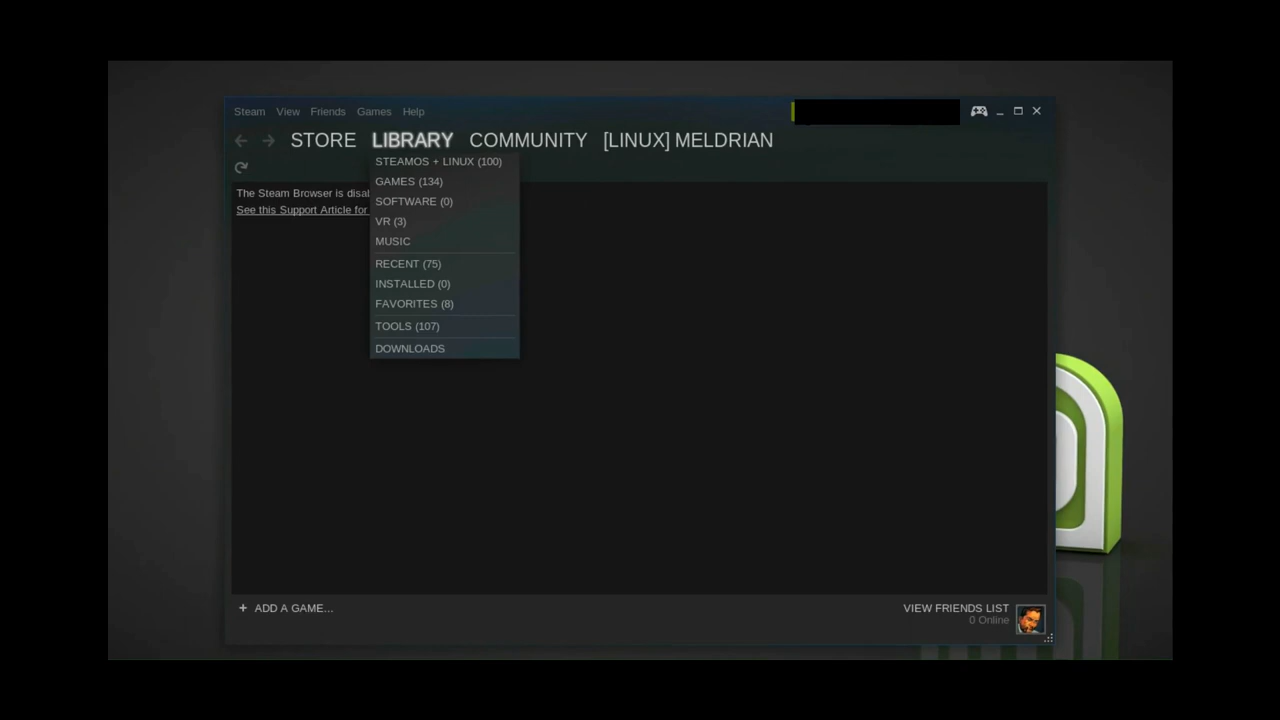 Steam View Friends Games Help
STORE LIBRARY COMMUNITY [LINUX] MELDRIAN
STEAMOS + LINUX (100)
GAMES (134)
The Steam Browser is
See this Support Article for
SOFTWARE (0)
VR (3)
MUSIC
RECENT (75)
INSTALLED (0)
FAVORITES (8)
TOOLS (107)
DOWNLOADS
+ ADD A GAME...
VIEW FRIENDS LIST
0 Online